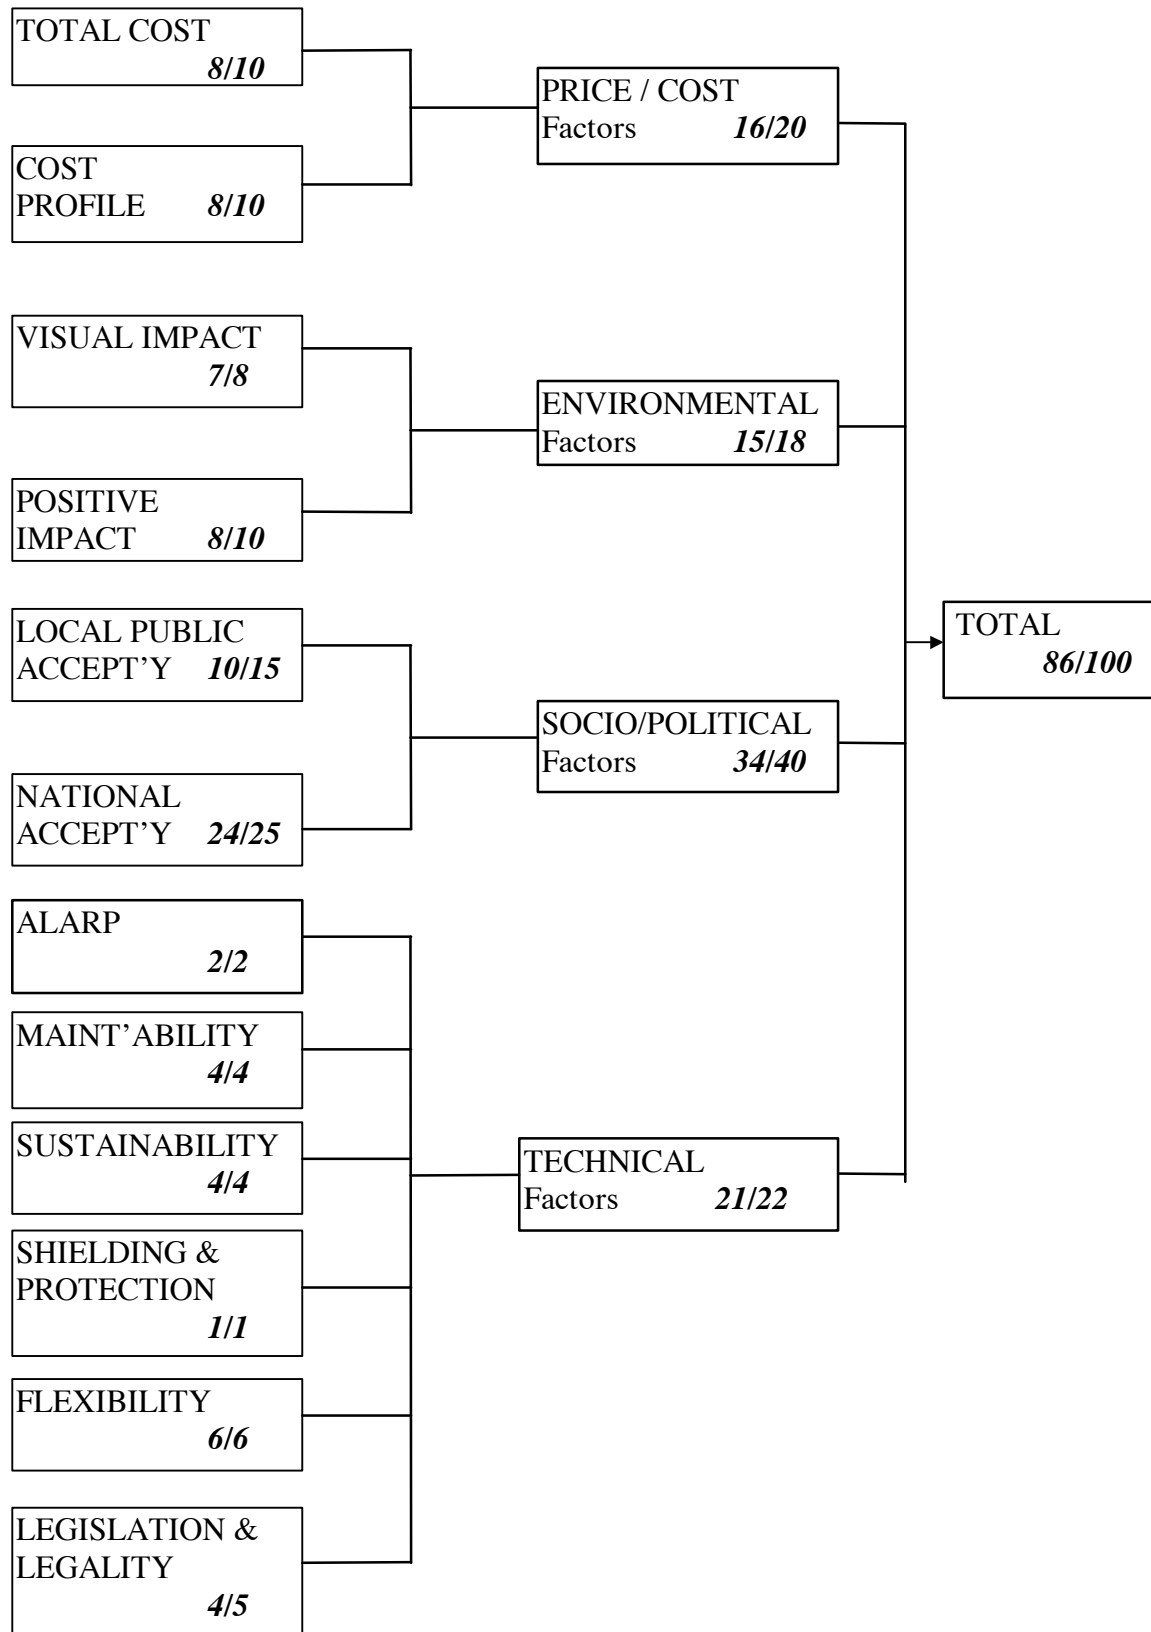 TOTAL COST
8/10
COST
PROFILE 8/10
VISUAL IMPACT
7/8
POSITIVE
IMPACT 8/10
LOCAL PUBLIC
ACCEPT’Y 10/15
NATIONAL
ACCEPT’Y 24/25
ALARP
2/2
MAINT’ABILITY
4/4
SUSTAINABILITY
4/4
SHIELDING &
PROTECTION
1/1
FLEXIBILITY
6/6
LEGISLATION &
LEGALITY
4/5
PRICE / COST
Factors 16/20
ENVIRONMENTAL
Factors 15/18
SOCIO/POLITICAL
Factors 34/40
TECHNICAL
Factors 21/22
TOTAL
86/100